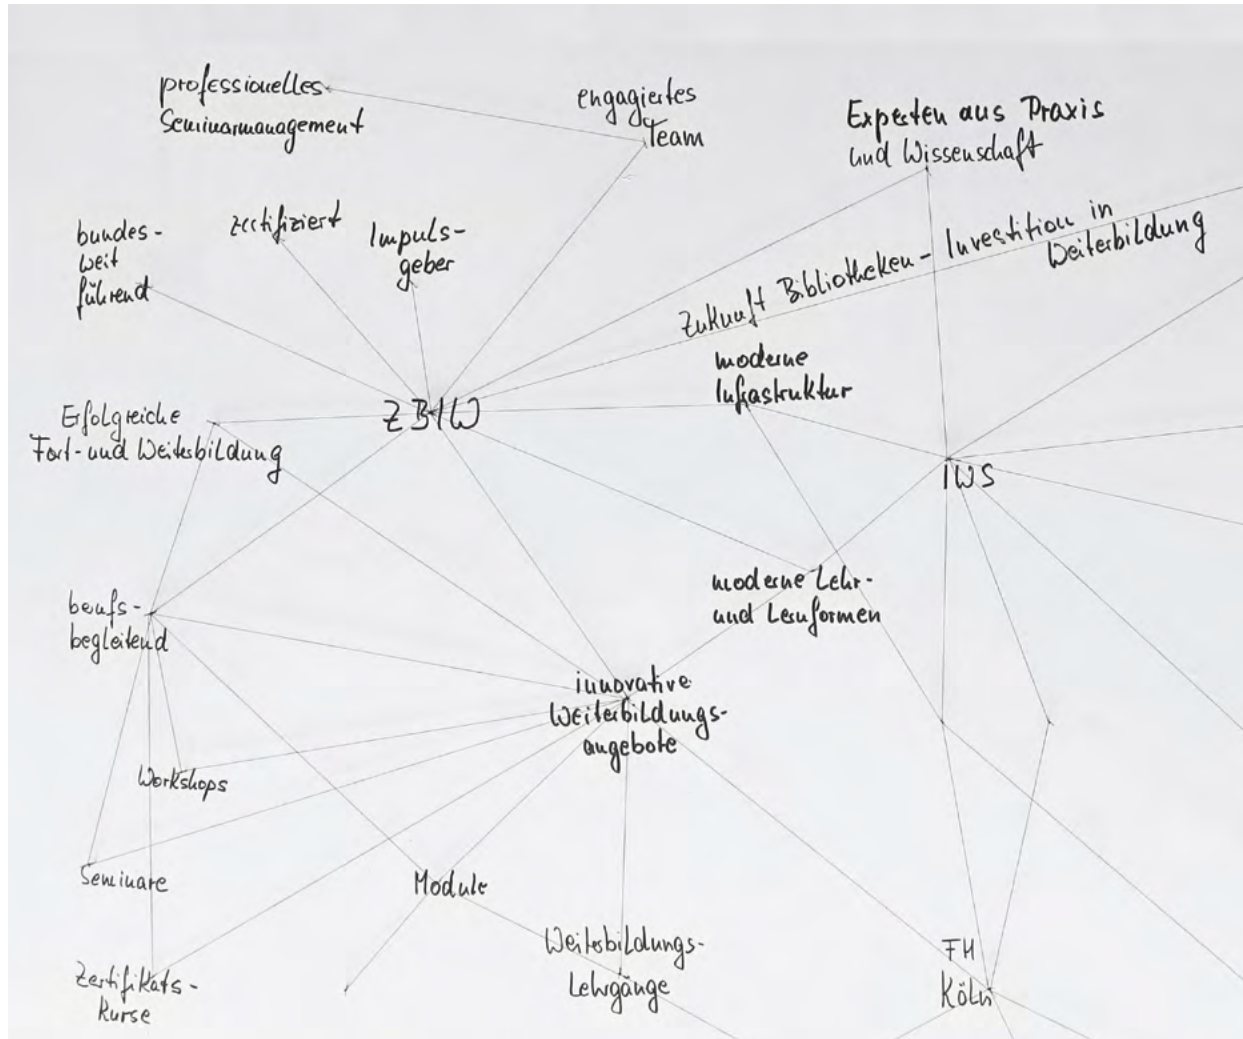 professionelles
Seminarmanagement
engagiertes
Team
Experten aus Praxis
und Wissenschaft
bundes-
weit
führend
zertifiziert
Impuls-
geber
Zukunft Bibliotheken - Investition in
Weiterbildung
moderne
Infrastruktur
Erfolgreiche
Fort- und Weiterbildung
ZBIW
IWS
berufs-
begleitend
moderne Lehr-
und Lernformen
innovative
Weiterbildungs-
angebote
Workshops
Seminare
Module
Weiterbildungs-
Lehrgänge
FH
Köln
Zertifikats-
kurse